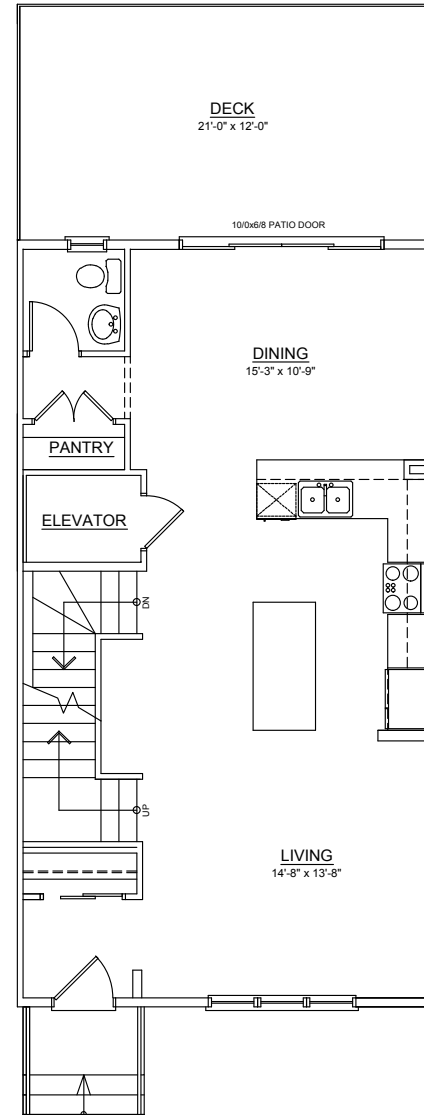 DECK
21'-0" x 12'-0"
10/0x6/8 PATIO DOOR
DINING
15'-3" x 10'-9"
PANTRY
ELEVATOR
DN
UP
LIVING
14'-8" x 13'-8"